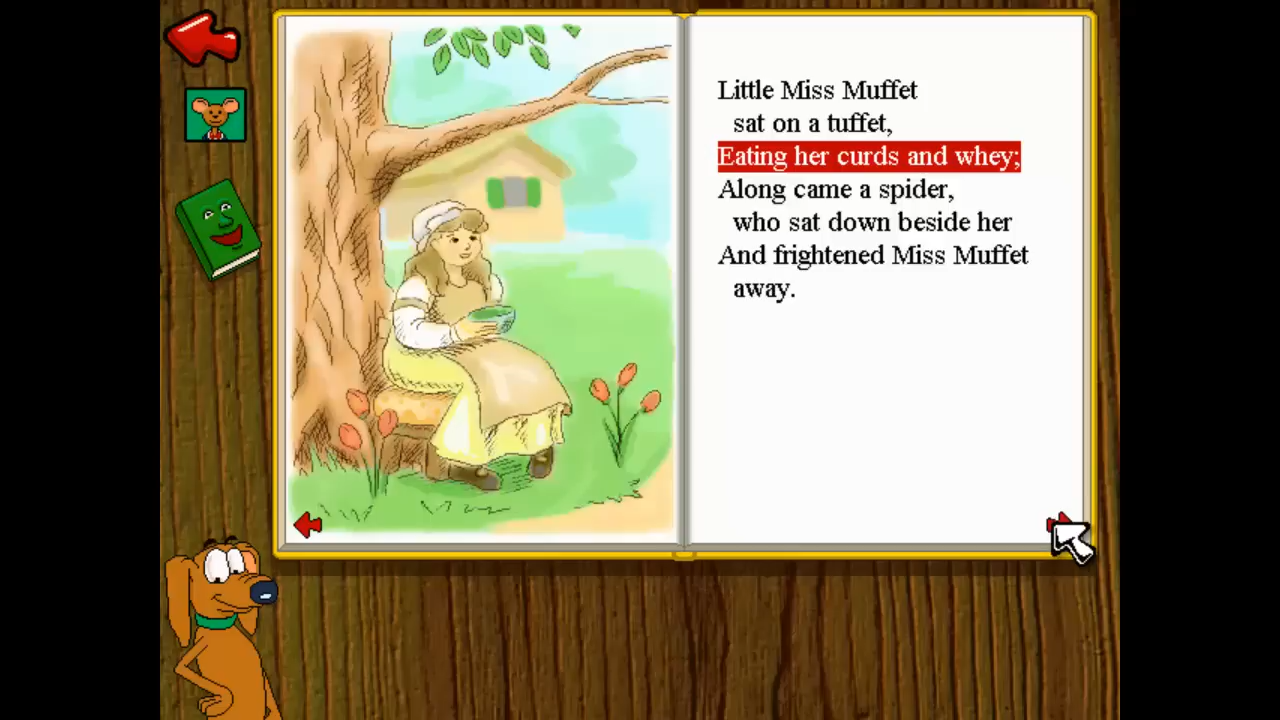 Little Miss Muffet
sat on a tuffet,
Eating her curds and whey;
Along came a spider,
who sat down beside her
And frightened Miss Muffet
away.